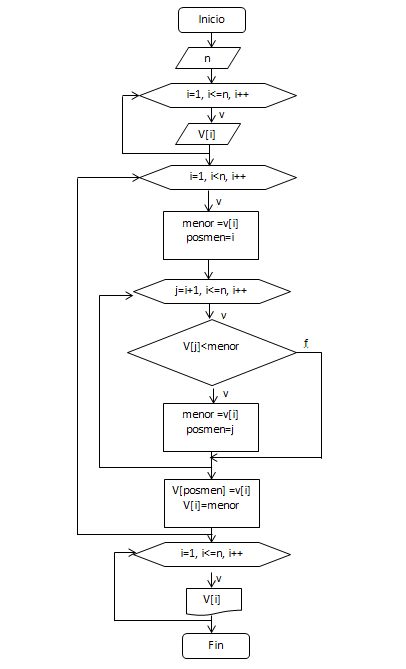 Inicio
n
i=1, i<=n, i++
v
V[i]
i=1, i<n, i++
v
menor =v[i]
posmen=i
j=i+1, i<=n, i++
v
V[j]<menor
f
v
menor =v[i]
posmen=j
V[posmen] =v[i]
V[i]=menor
i=1, i<=n, i++
v
V[i]
Fin